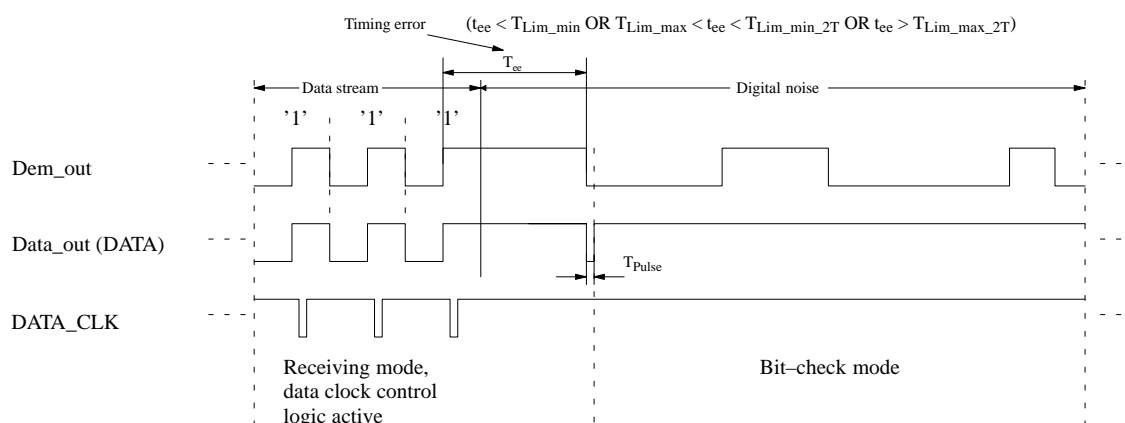 Timing error (tee < TLim_min OR TLim_max < tee < TLim_min_2T OR tee > TLim_max_2T)
Tee
Data stream Digital noise
'1' '1' '1'
Dem_out
Data_out (DATA)
TPulse
DATA_CLK
Receiving mode,
data clock control
logic active
Bit–check mode